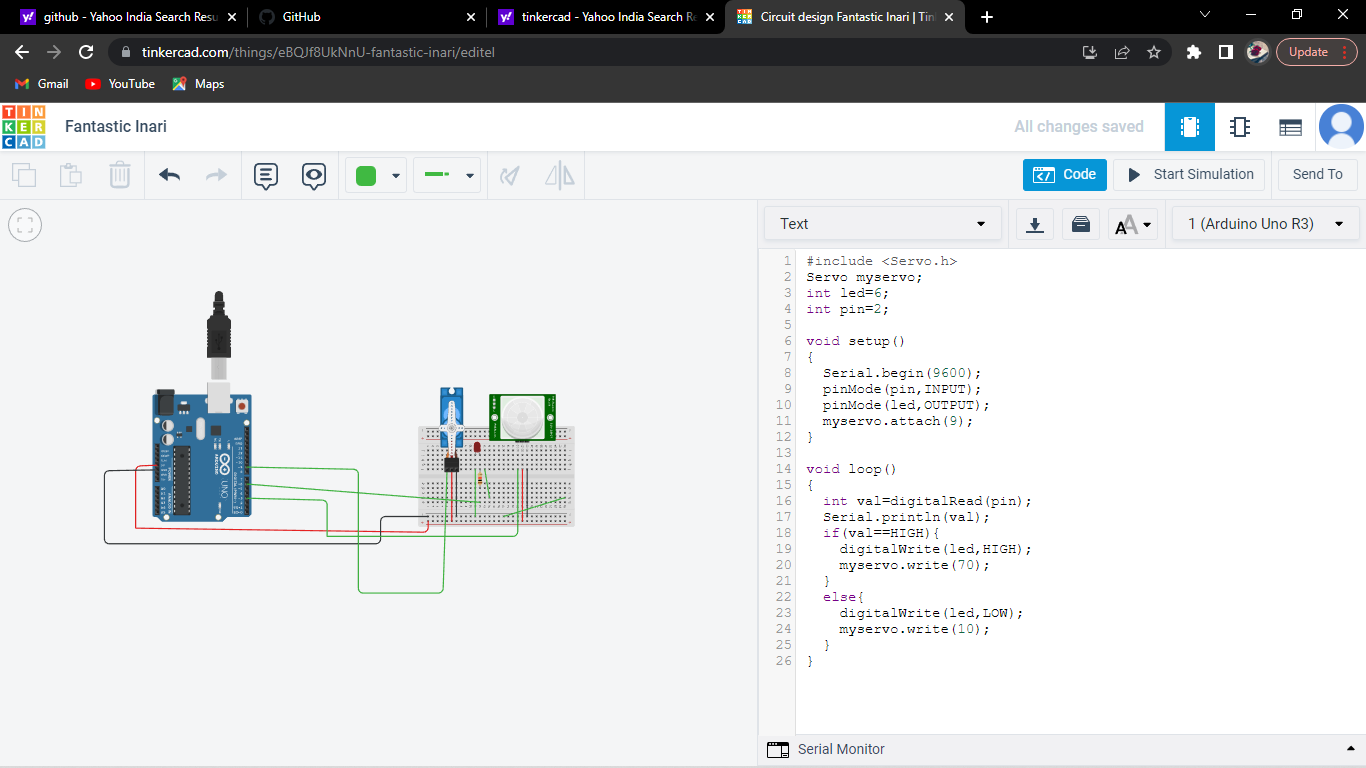 github - Yahoo India Search Resu
GitHub
tinkercad - Yahoo India Search Re
Circuit design Fantastic Inari | Tin
tinkercad.com/things/eBQJf8UkNnU-fantastic-inari/editel
Update
Gmail
YouTube
Maps
TIN
KER
CAD
Fantastic Inari
All changes saved
Code
Start Simulation
Send To
Text
1 (Arduino Uno R3)
1 #include <Servo.h>
2 Servo myservo;
3 int led=6;
4 int pin=2;
5
6 void setup()
7 {
8 Serial.begin(9600);
9 pinMode(pin,INPUT);
10 pinMode(led,OUTPUT);
11 myservo.attach(9);
12 }
13
14 void loop()
15 {
16 int val=digitalRead(pin);
17 Serial.println(val);
18 if(val==HIGH){
19 digitalWrite(led,HIGH);
20 myservo.write(70);
21 }
22 else{
23 digitalWrite(led,LOW);
24 myservo.write(10);
25 }
26 }
UNO
Serial Monitor